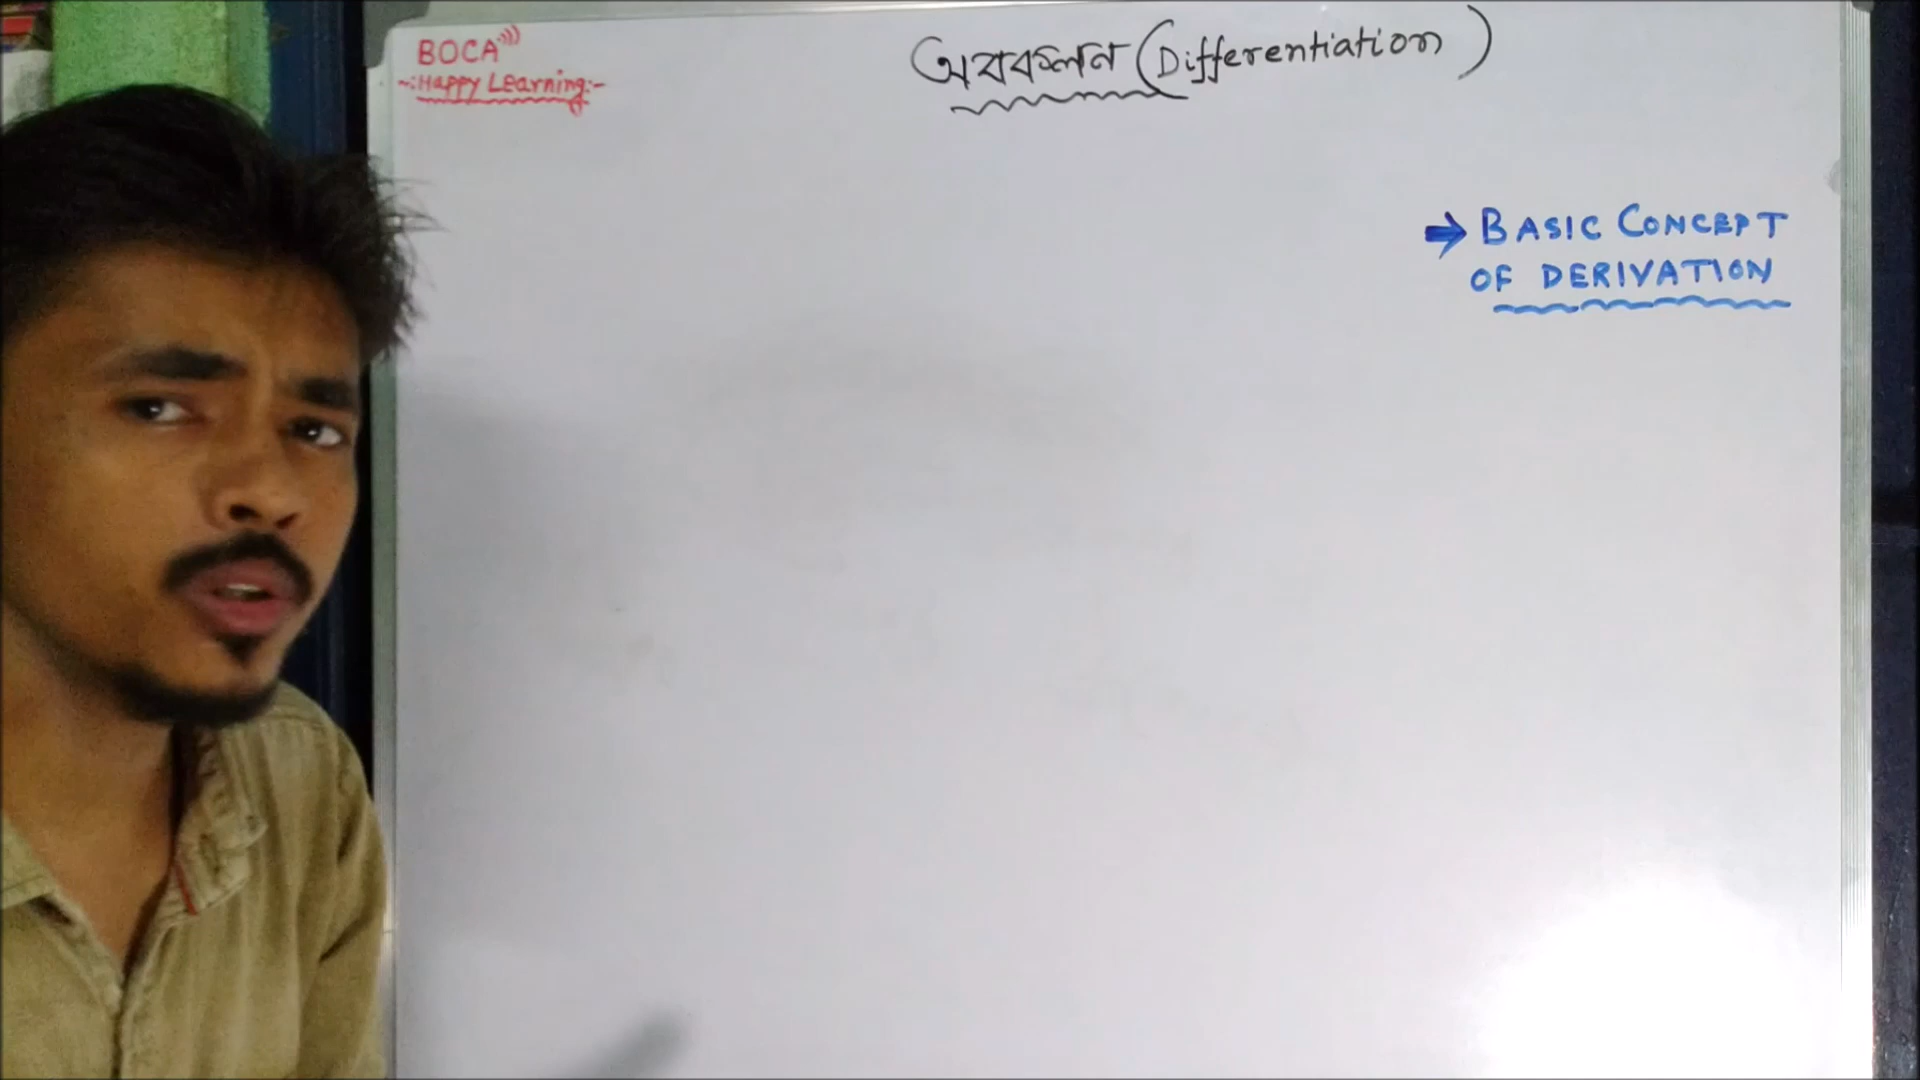 BOCA
~:Happy Learning:~
অবকলন (Differentiation)
→ BASIC CONCEPT
OF DERIVATION